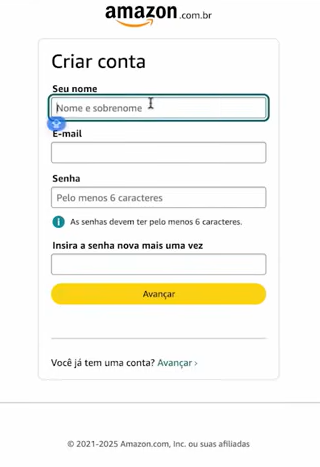 amazon.com.br
Criar conta
Seu nome
Nome e sobrenome
E-mail
Senha
Pelo menos 6 caracteres
i As senhas devem ter pelo menos 6 caracteres.
Insira a senha nova mais uma vez
Avançar
Você já tem uma conta? Avançar ›
© 2021-2025 Amazon.com, Inc. ou suas afiliadas